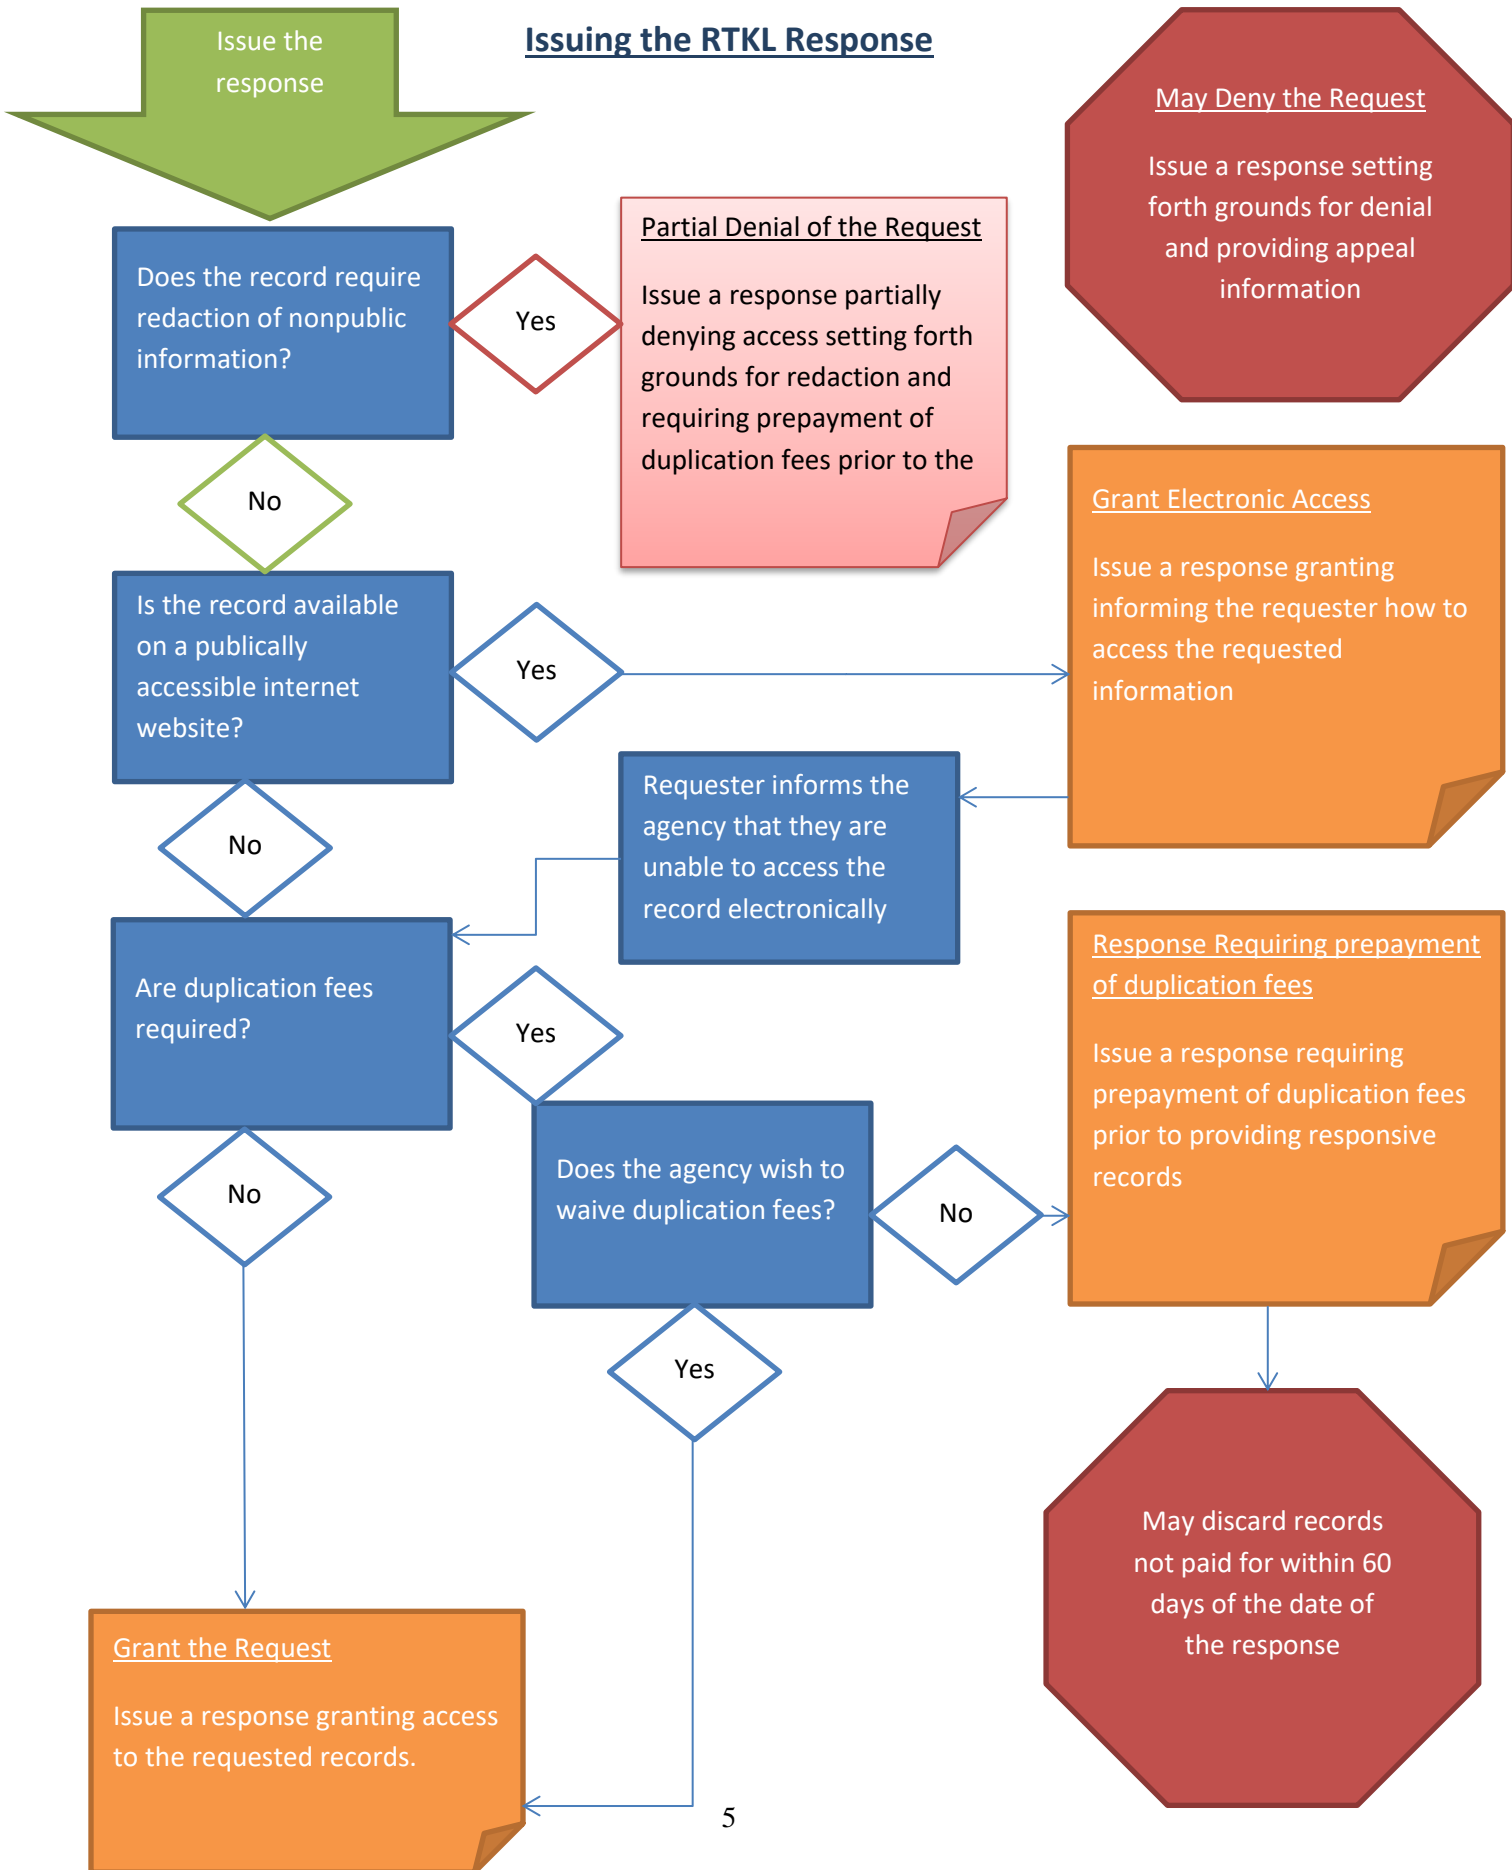 Issuing the RTKL Response
Issue the
response
May Deny the Request
Issue a response setting
forth grounds for denial
and providing appeal
information
Does the record require
redaction of nonpublic
information?
Yes
Partial Denial of the Request
Issue a response partially
denying access setting forth
grounds for redaction and
requiring prepayment of
duplication fees prior to the
No
Is the record available
on a publically
accessible internet
website?
Yes
Grant Electronic Access
Issue a response granting
informing the requester how to
access the requested
information
No
Requester informs the
agency that they are
unable to access the
record electronically
Are duplication fees
required?
Yes
Response Requiring prepayment
of duplication fees
Issue a response requiring
prepayment of duplication fees
prior to providing responsive
records
No
Does the agency wish to
waive duplication fees?
No
Yes
May discard records
not paid for within 60
days of the date of
the response
Grant the Request
Issue a response granting access
to the requested records.
5